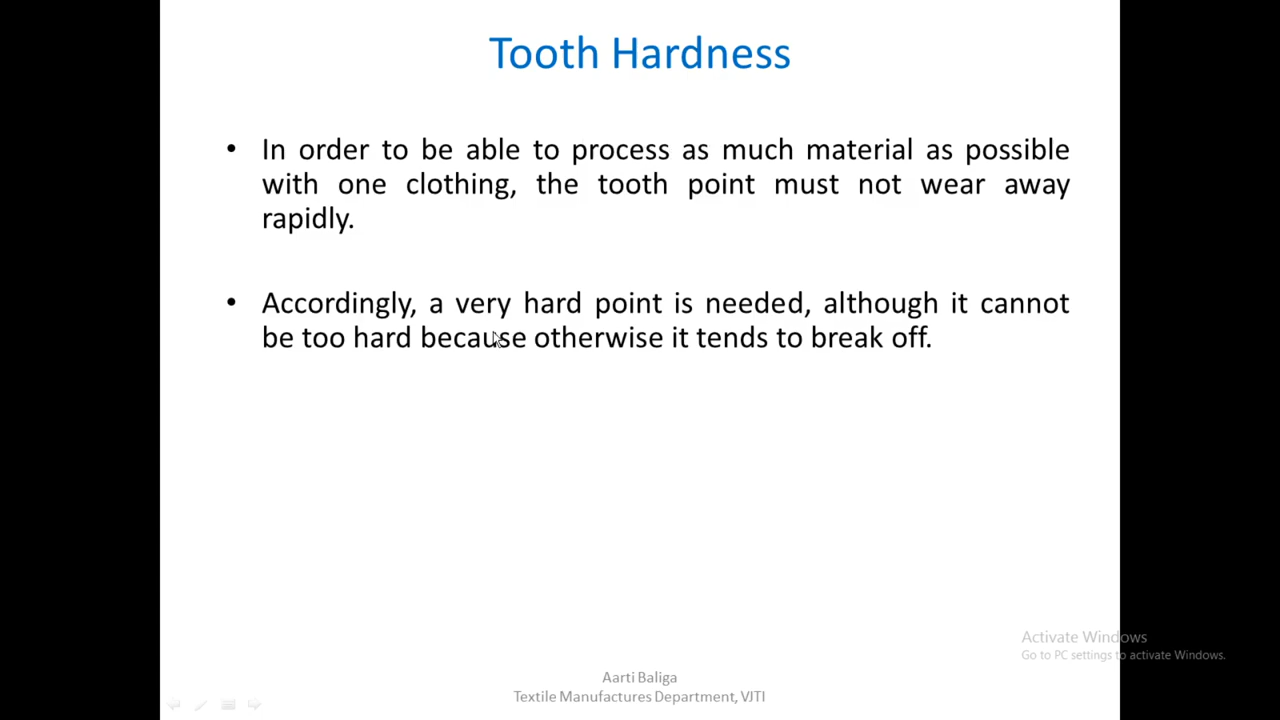 Tooth Hardness
• In order to be able to process as much material as possible
with one clothing, the tooth point must not wear away
rapidly.
• Accordingly, a very hard point is needed, although it cannot
be too hard because otherwise it tends to break off.
Activate Windows
Go to PC settings to activate Windows.
Aarti Baliga
Textile Manufactures Department, VJTI